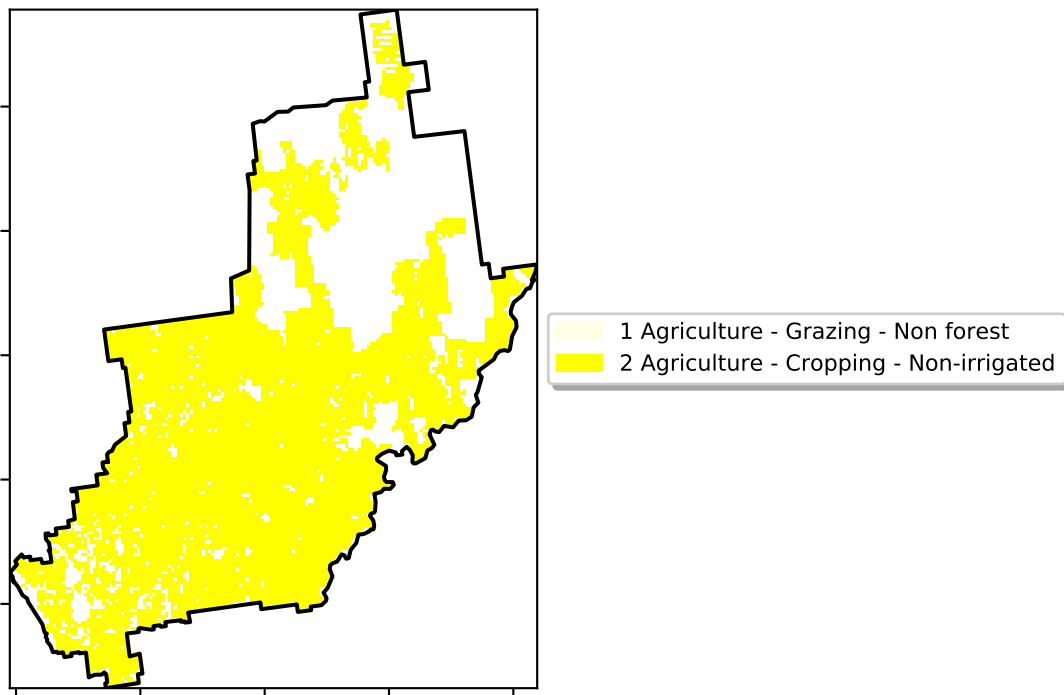 1 Agriculture - Grazing - Non forest
2 Agriculture - Cropping - Non-irrigated